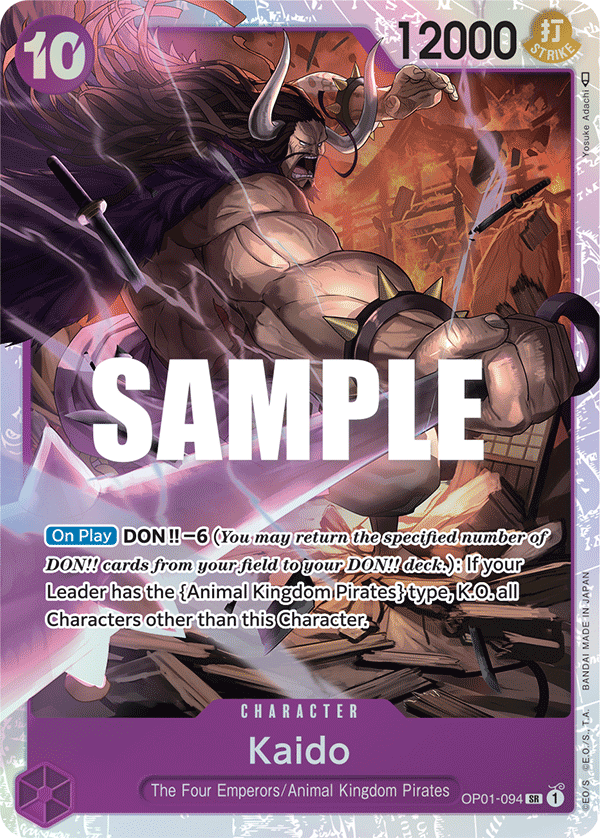 10
12000
打
STRIKE
Yosuke Adachi
SAMPLE
On Play DON!! −6 (You may return the specified number of
DON!! cards from your field to your DON!! deck.): If your
Leader has the {Animal Kingdom Pirates} type, K.O. all
Characters other than this Character.
©E.O./S. ©E.O./S., T.A. BANDAI MADE IN JAPAN
CHARACTER
Kaido
The Four Emperors/Animal Kingdom Pirates
OP01-094 SR 1